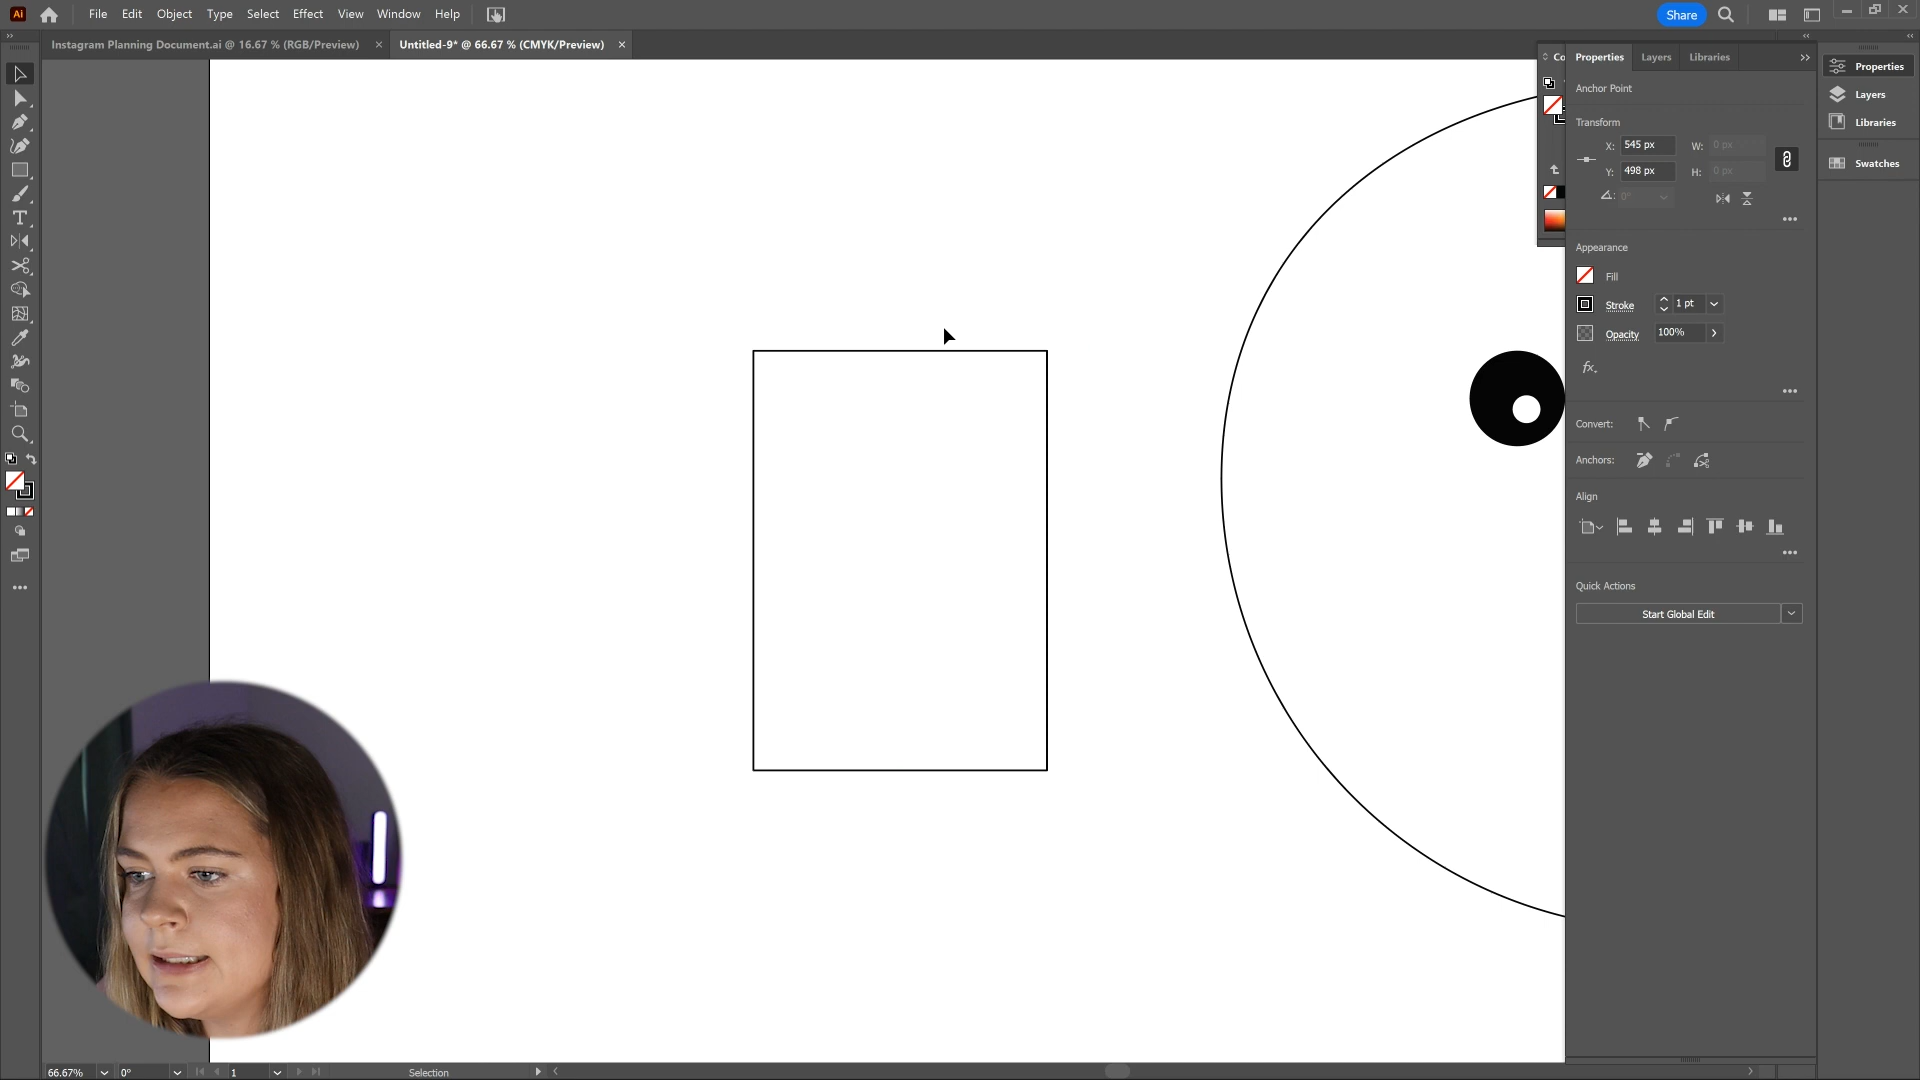 Ai File Edit Object Type Select Effect View Window Help Share
Instagram Planning Document.ai @ 16.67 % (RGB/Preview) × Untitled-9* @ 66.67 % (CMYK/Preview) ×
Co Properties Layers Libraries
Anchor Point
Transform
X: 545 px W: 0 px
Y: 498 px H: 0 px
0°
Appearance
Fill
Stroke 1 pt
Opacity 100%
fx.
Convert:
Anchors:
Align
Quick Actions
Start Global Edit
Properties
Layers
Libraries
Swatches
66.67% 0° 1 Selection